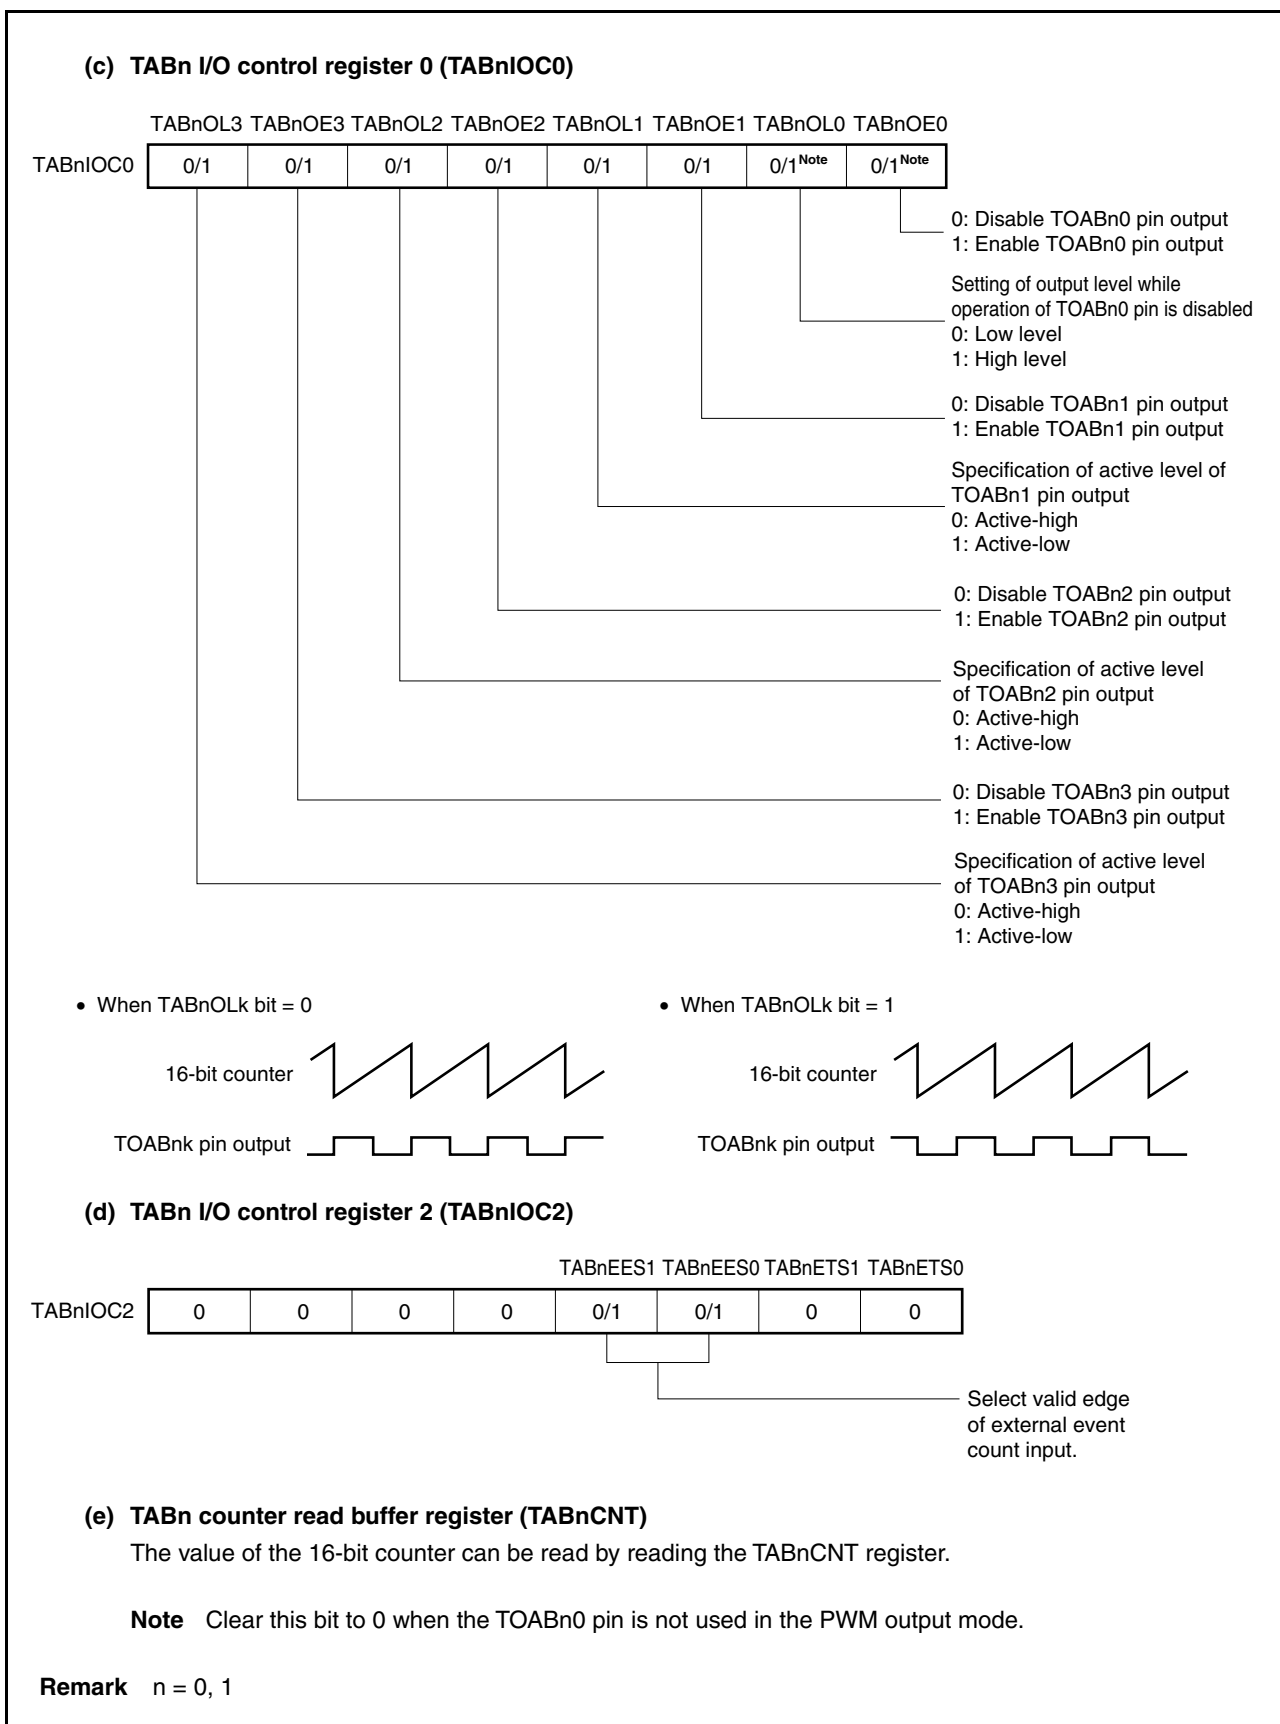 (c) TABn I/O control register 0 (TABnIOC0)
TABnOL3 TABnOE3 TABnOL2 TABnOE2 TABnOL1 TABnOE1 TABnOL0 TABnOE0
TABnIOC0 0/1 0/1 0/1 0/1 0/1 0/1 0/1Note 0/1Note
0: Disable TOABn0 pin output
1: Enable TOABn0 pin output
Setting of output level while
operation of TOABn0 pin is disabled
0: Low level
1: High level
0: Disable TOABn1 pin output
1: Enable TOABn1 pin output
Specification of active level of
TOABn1 pin output
0: Active-high
1: Active-low
0: Disable TOABn2 pin output
1: Enable TOABn2 pin output
Specification of active level
of TOABn2 pin output
0: Active-high
1: Active-low
0: Disable TOABn3 pin output
1: Enable TOABn3 pin output
Specification of active level
of TOABn3 pin output
0: Active-high
1: Active-low
• When TABnOLk bit = 0
16-bit counter
TOABnk pin output
• When TABnOLk bit = 1
16-bit counter
TOABnk pin output
(d) TABn I/O control register 2 (TABnIOC2)
TABnEES1 TABnEES0 TABnETS1 TABnETS0
TABnIOC2 0 0 0 0 0/1 0/1 0 0
Select valid edge
of external event
count input.
(e) TABn counter read buffer register (TABnCNT)
The value of the 16-bit counter can be read by reading the TABnCNT register.
Note Clear this bit to 0 when the TOABn0 pin is not used in the PWM output mode.
Remark n = 0, 1